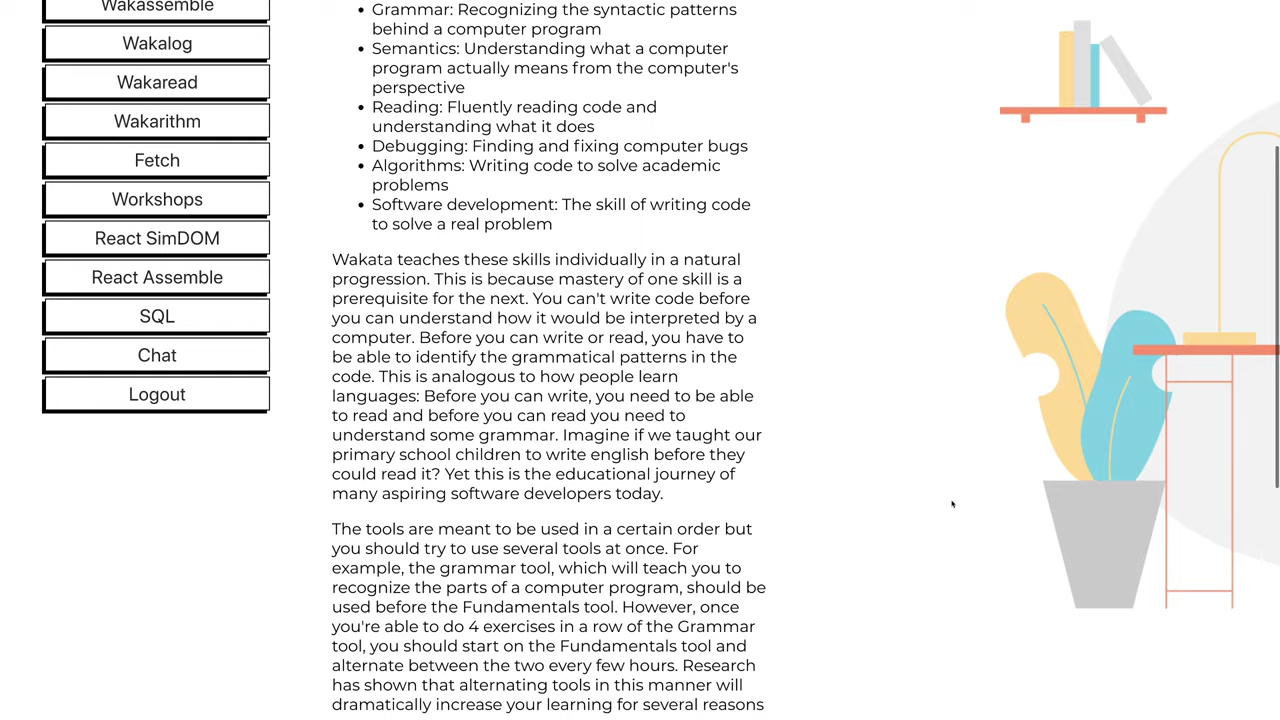 Wakassemble
Wakalog
Wakaread
Wakarithm
Fetch
Workshops
React SimDOM
React Assemble
SQL
Chat
Logout
Grammar: Recognizing the syntactic patterns
behind a computer program
Semantics: Understanding what a computer
program actually means from the computer's
perspective
Reading: Fluently reading code and
understanding what it does
Debugging: Finding and fixing computer bugs
Algorithms: Writing code to solve academic
problems
Software development: The skill of writing code
to solve a real problem
Wakata teaches these skills individually in a natural
progression. This is because mastery of one skill is a
prerequisite for the next. You can't write code before
you can understand how it would be interpreted by a
computer. Before you can write or read, you have to
be able to identify the grammatical patterns in the
code. This is analogous to how people learn
languages: Before you can write, you need to be able
to read and before you can read you need to
understand some grammar. Imagine if we taught our
primary school children to write english before they
could read it? Yet this is the educational journey of
many aspiring software developers today.
The tools are meant to be used in a certain order but
you should try to use several tools at once. For
example, the grammar tool, which will teach you to
recognize the parts of a computer program, should be
used before the Fundamentals tool. However, once
you're able to do 4 exercises in a row of the Grammar
tool, you should start on the Fundamentals tool and
alternate between the two every few hours. Research
has shown that alternating tools in this manner will
dramatically increase your learning for several reasons